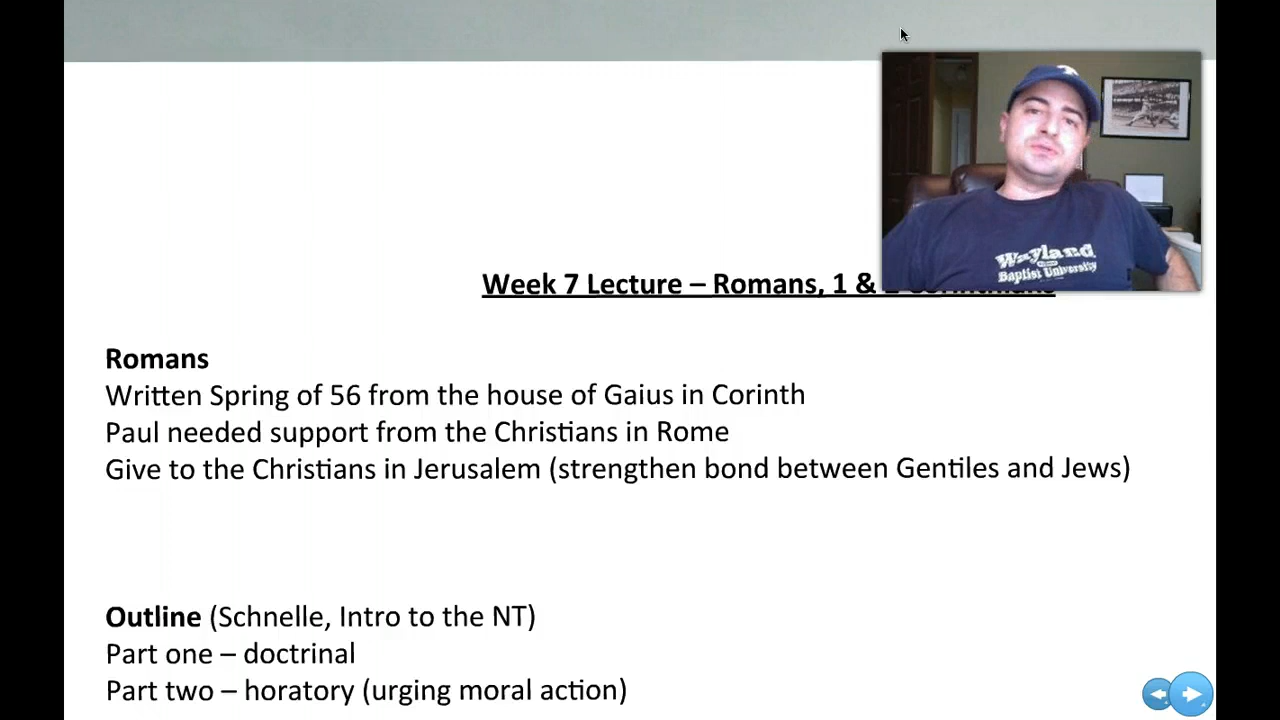 Wayland
Baptist University
Week 7 Lecture – Romans, 1 &
Romans
Written Spring of 56 from the house of Gaius in Corinth
Paul needed support from the Christians in Rome
Give to the Christians in Jerusalem (strengthen bond between Gentiles and Jews)
Outline (Schnelle, Intro to the NT)
Part one – doctrinal
Part two – horatory (urging moral action)